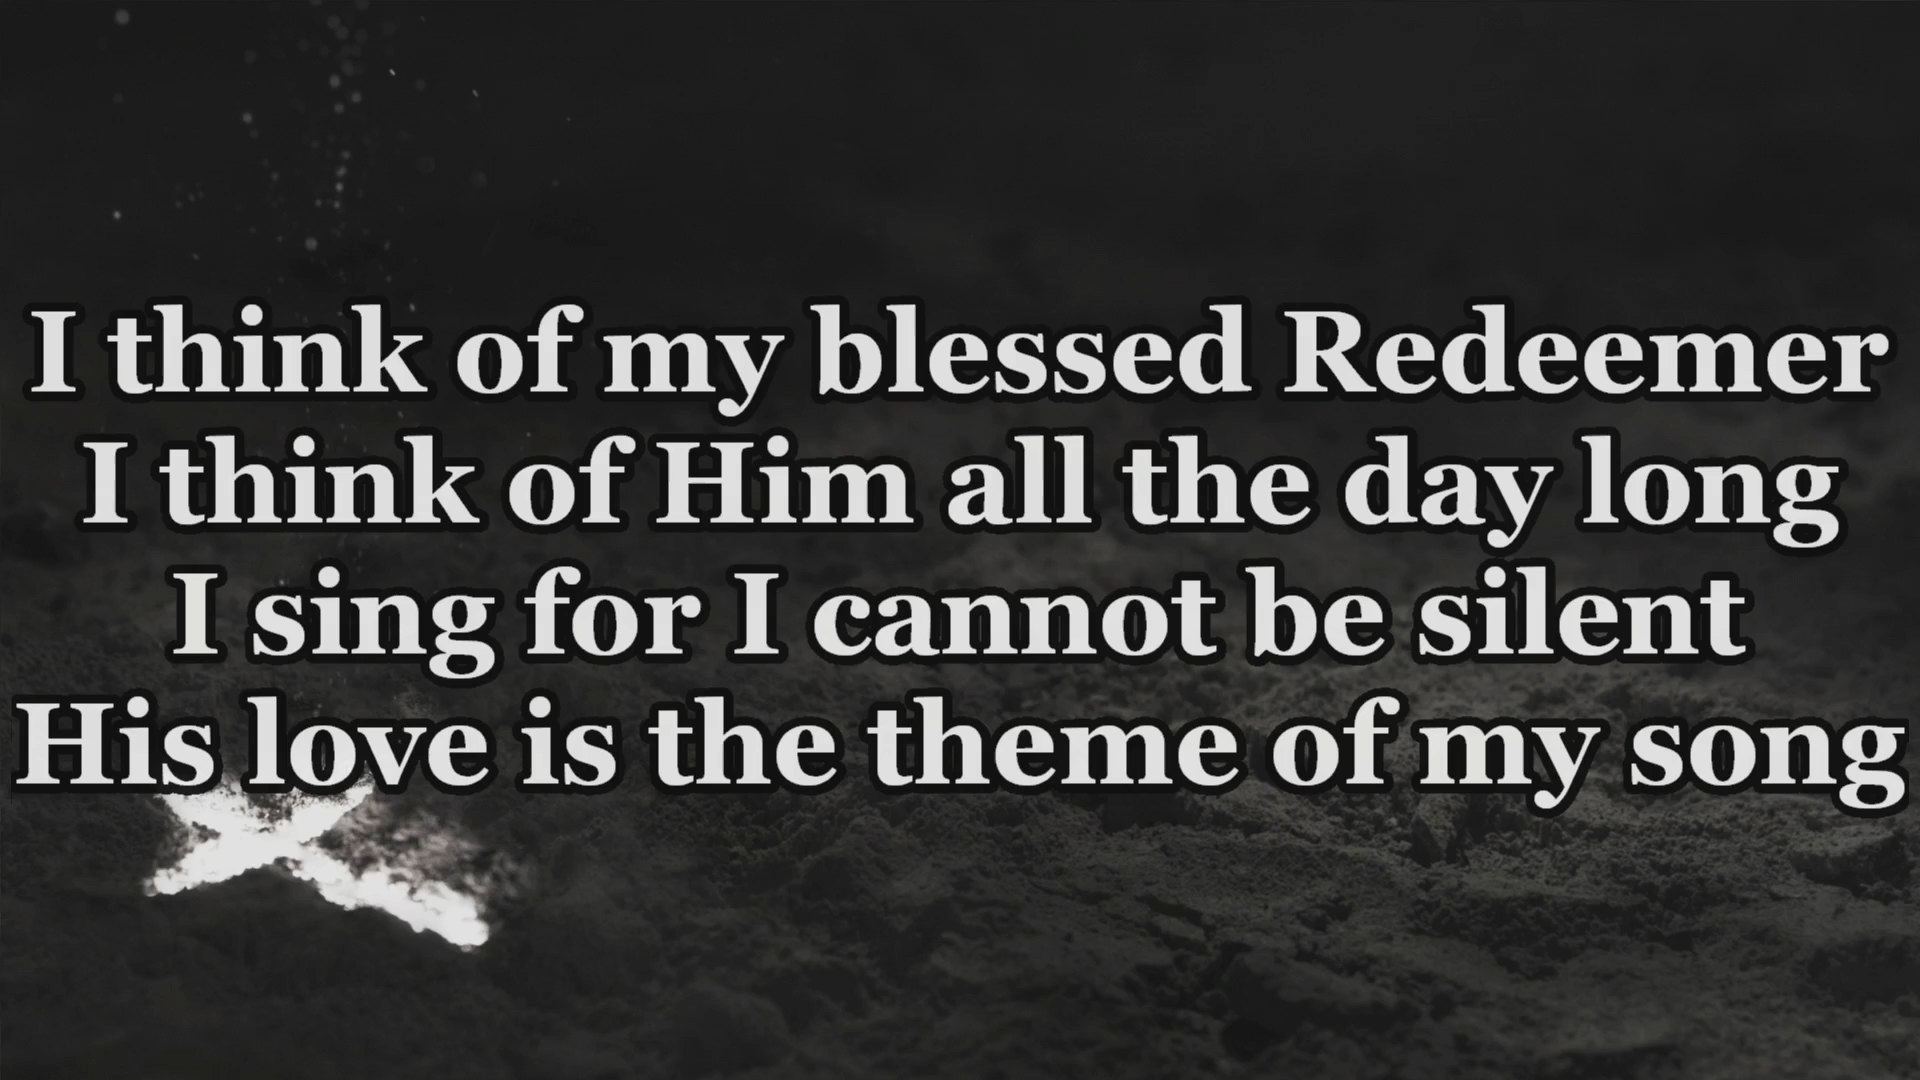 I think of my blessed Redeemer
I think of Him all the day long
I sing for I cannot be silent
His love is the theme of my song